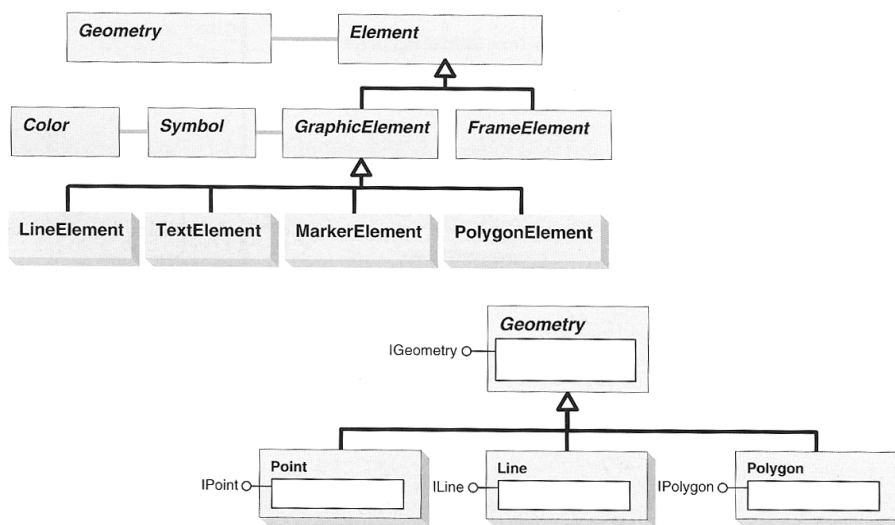 Geometry
Element
Color
Symbol
GraphicElement
FrameElement
LineElement
TextElement
MarkerElement
PolygonElement
Geometry
IGeometry
Point
IPoint
Line
ILine
Polygon
IPolygon